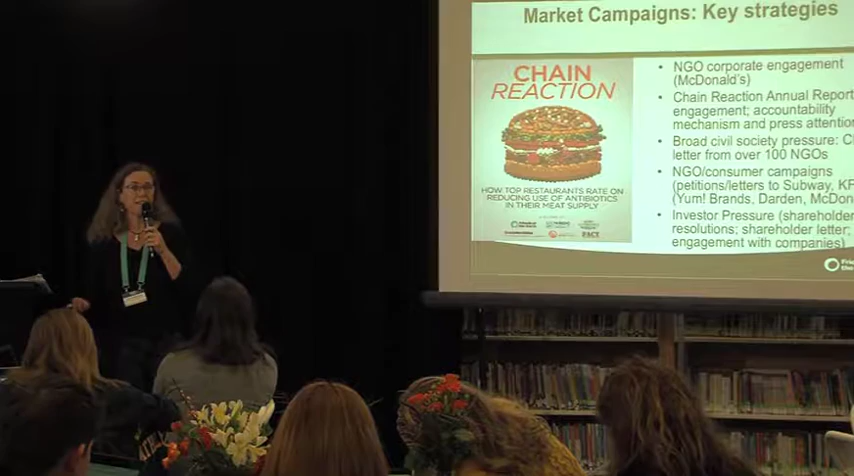 Market Campaigns: Key Strategies
CHAIN
REACTION
HOW TOP RESTAURANTS RATE ON
REDUCING USE OF ANTIBIOTICS
IN THEIR MEAT SUPPLY
• NGO corporate engagement
(McDonald's)
• Chain Reaction Annual Report
engagement; accountability
mechanism and press attention
• Broad civil society pressure: C
letter from over 100 NGOs
• NGO/consumer campaigns
(petitions/letters to Subway, KF
(Yum! Brands, Darden, McDon
• Investor Pressure (shareholder
resolutions; shareholder letter;
engagement with companies)